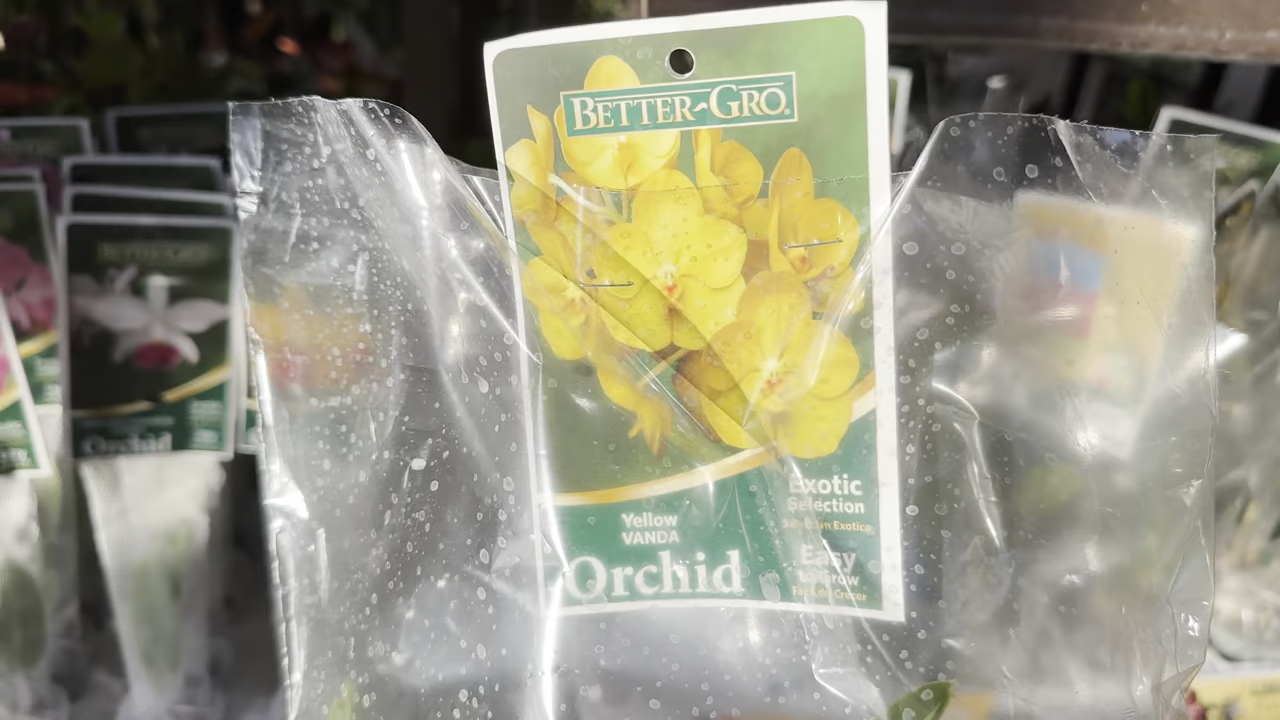 BETTER-GRO
Yellow
VANDA
Orchid
Exotic
Selection
Easy
to Grow
BETTER-GRO
Orchid